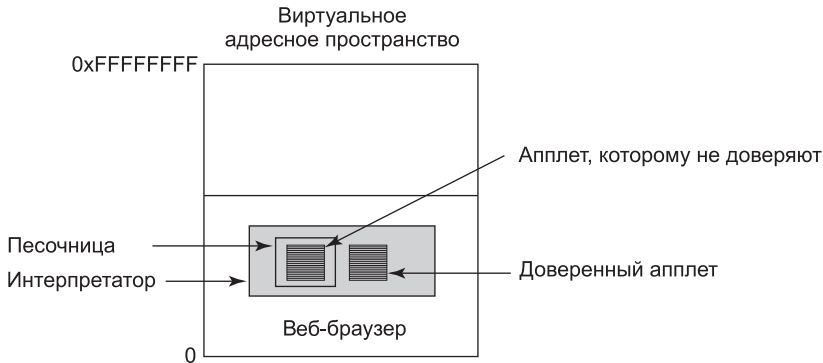 Виртуальное
адресное пространство
0xFFFFFFFF
Апплет, которому не доверяют
Песочница
Интерпретатор
Доверенный апплет
Веб-браузер
0